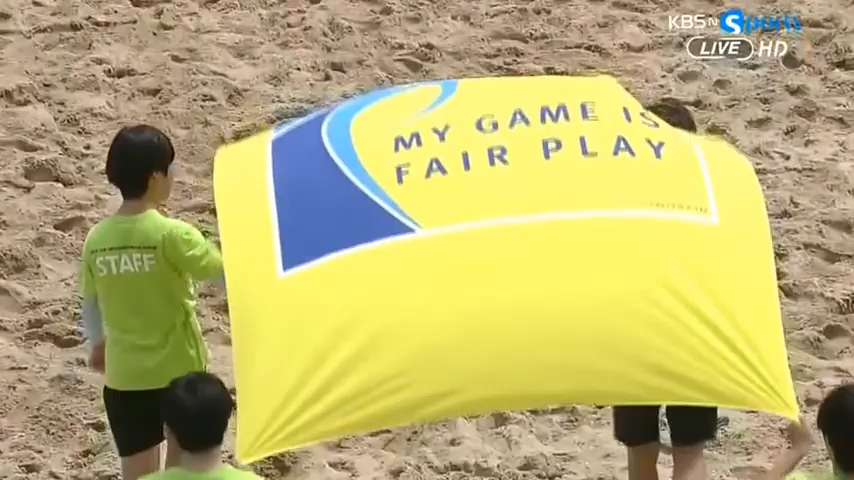 KBS N Sports
LIVE HD
MY GAME IS
FAIR PLAY
STAFF